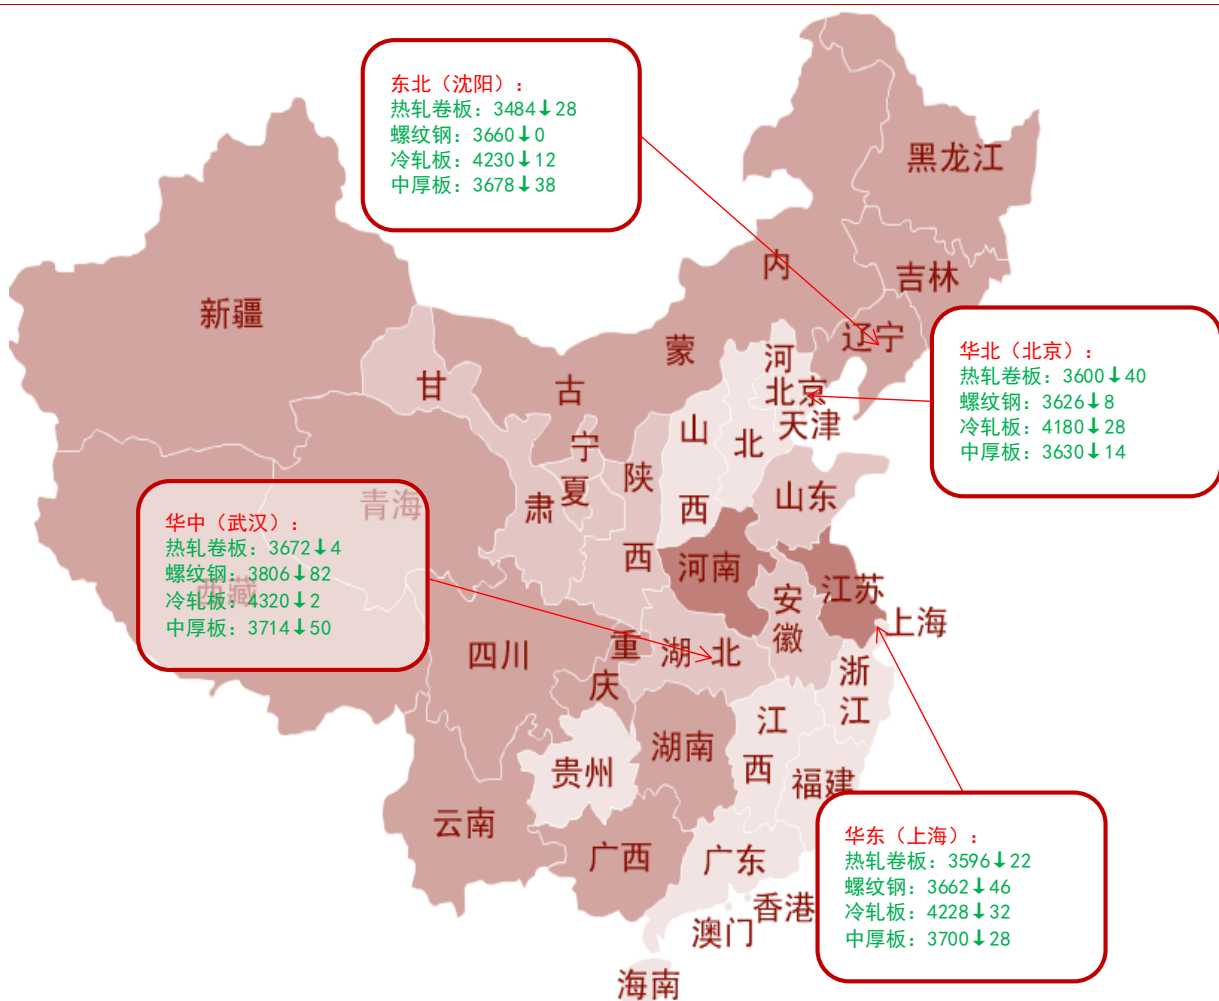 东北（沈阳）：
热轧卷板：3484↓28
螺纹钢：3660↓0
冷轧板：4230↓12
中厚板：3678↓38
黑龙江
内
吉林
新疆
辽宁
蒙
河
华北（北京）：
热轧卷板：3600↓40
螺纹钢：3626↓8
冷轧板：4180↓28
中厚板：3630↓14
甘
古
北京
山
天津
宁
北
陕
夏
山东
青海
肃
西
华中（武汉）：
热轧卷板：3672↓4
螺纹钢：3806↓82
冷轧板：4320↓2
中厚板：3714↓50
西藏
西
河南
江苏
安
徽
上海
重
四川
湖北
浙
庆
江
江
湖南
西
贵州
福建
云南
广西
广东
华东（上海）：
热轧卷板：3596↓22
螺纹钢：3662↓46
冷轧板：4228↓32
中厚板：3700↓28
香港
澳门
海南